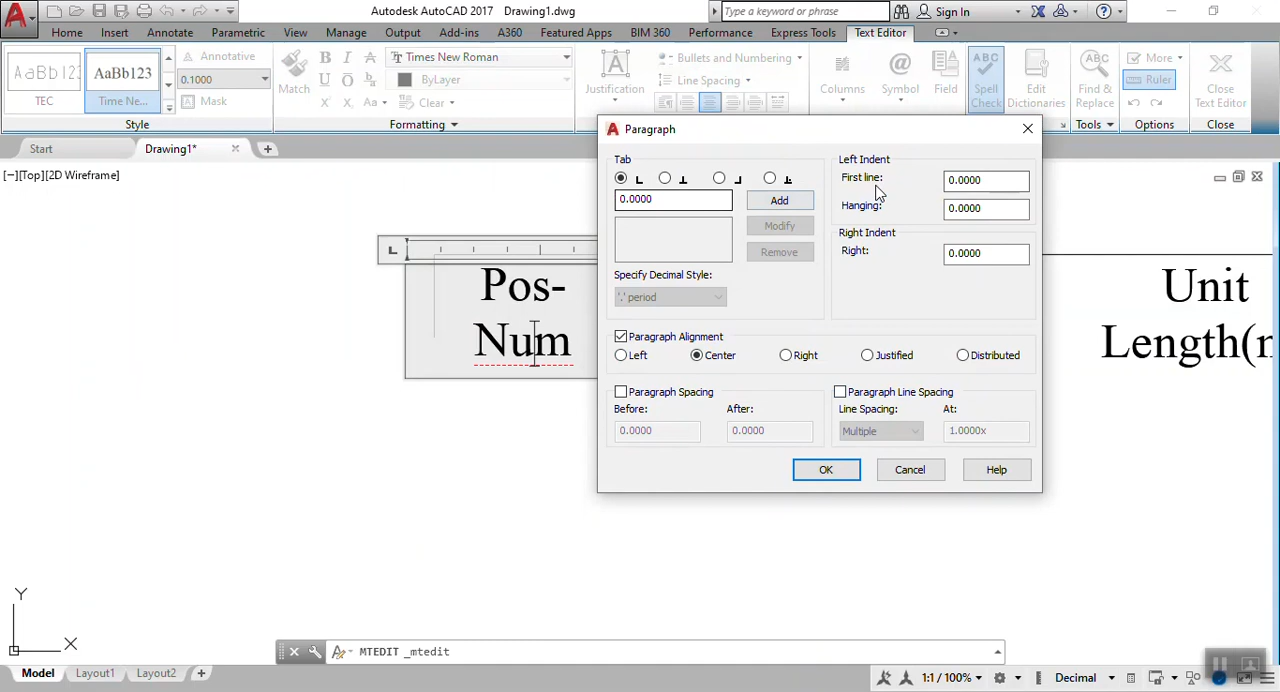 Autodesk AutoCAD 2017 Drawing1.dwg
Type a keyword or phrase
Sign In
Home Insert Annotate Parametric View Manage Output Add-ins A360 Featured Apps BIM 360 Performance Express Tools Text Editor
AaBb123 AaBb123
TEC Time Ne...
Annotative
0.1000
Mask
Style
Match
Times New Roman
ByLayer
Aa
Clear
Formatting
Justification
Bullets and Numbering
Line Spacing
Columns
Symbol
Field
ABC
Spell
Check
Edit
Dictionaries
ABC
Find &
Replace
Tools
More
Ruler
Options
Close
Text Editor
Close
Start Drawing1*
[−][Top][2D Wireframe]
Paragraph
Tab
0.0000
Add
Modify
Remove
Specify Decimal Style:
'.' period
Left Indent
First line: 0.0000
Hanging: 0.0000
Right Indent
Right: 0.0000
Paragraph Alignment
Left Center Right Justified Distributed
Paragraph Spacing
Before: After:
0.0000 0.0000
Paragraph Line Spacing
Line Spacing: At:
Multiple 1.0000x
OK Cancel Help
Pos-
Num
Unit
Length(
Y
X
MTEDIT _mtedit
Model Layout1 Layout2
1:1 / 100% Decimal